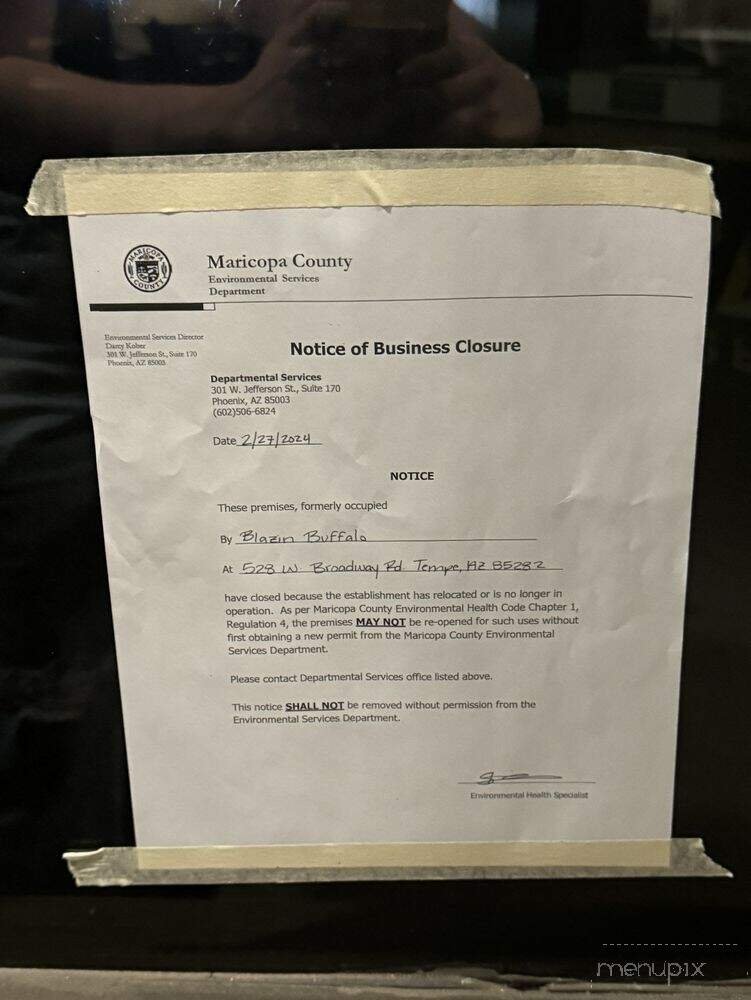 MARICOPA COUNTY
Maricopa County
Environmental Services
Department
Environmental Services Director
Darcy Kober
301 W. Jefferson St., Suite 170
Phoenix, AZ 85003
Notice of Business Closure
Departmental Services
301 W. Jefferson St., Suite 170
Phoenix, AZ 85003
(602)506-6824
Date 2/27/2024
NOTICE
These premises, formerly occupied
By Blazin Buffalo
At 528 W. Broadway Rd. Tempe, AZ 85282
have closed because the establishment has relocated or is no longer in
operation. As per Maricopa County Environmental Health Code Chapter 1,
Regulation 4, the premises MAY NOT be re-opened for such uses without
first obtaining a new permit from the Maricopa County Environmental
Services Department.
Please contact Departmental Services office listed above.
This notice SHALL NOT be removed without permission from the
Environmental Services Department.
Environmental Health Specialist
menupix